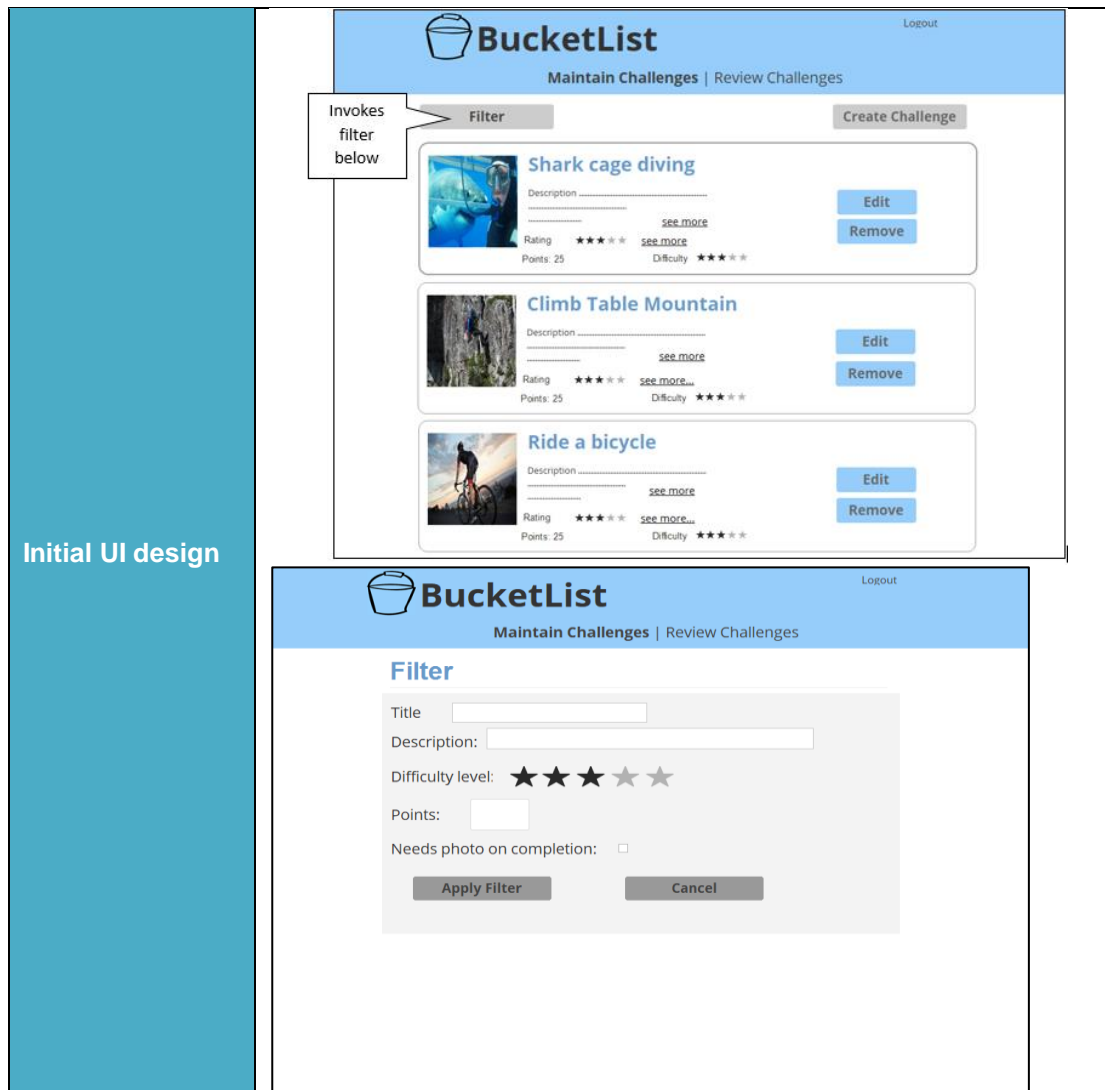 Initial UI design
BucketList
Logout
Maintain Challenges | Review Challenges
Invokes
filter
below
Filter
Create Challenge
Shark cage diving
Description
see more
Rating see more
Points: 25 Difficulty
Edit
Remove
Climb Table Mountain
Description
see more
Rating see more...
Points: 25 Difficulty
Edit
Remove
Ride a bicycle
Description
see more
Rating see more...
Points: 25 Difficulty
Edit
Remove
BucketList
Logout
Maintain Challenges | Review Challenges
Filter
Title
Description:
Difficulty level:
Points:
Needs photo on completion:
Apply Filter Cancel